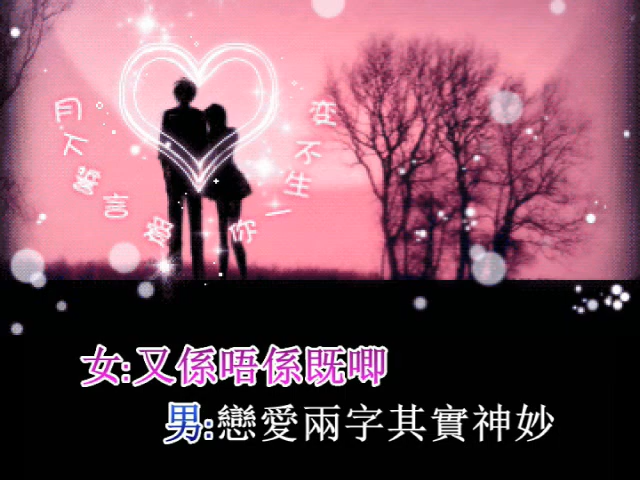 月下誓言你一生不变
女:又係唔係既唧
男:戀愛兩字其實神妙